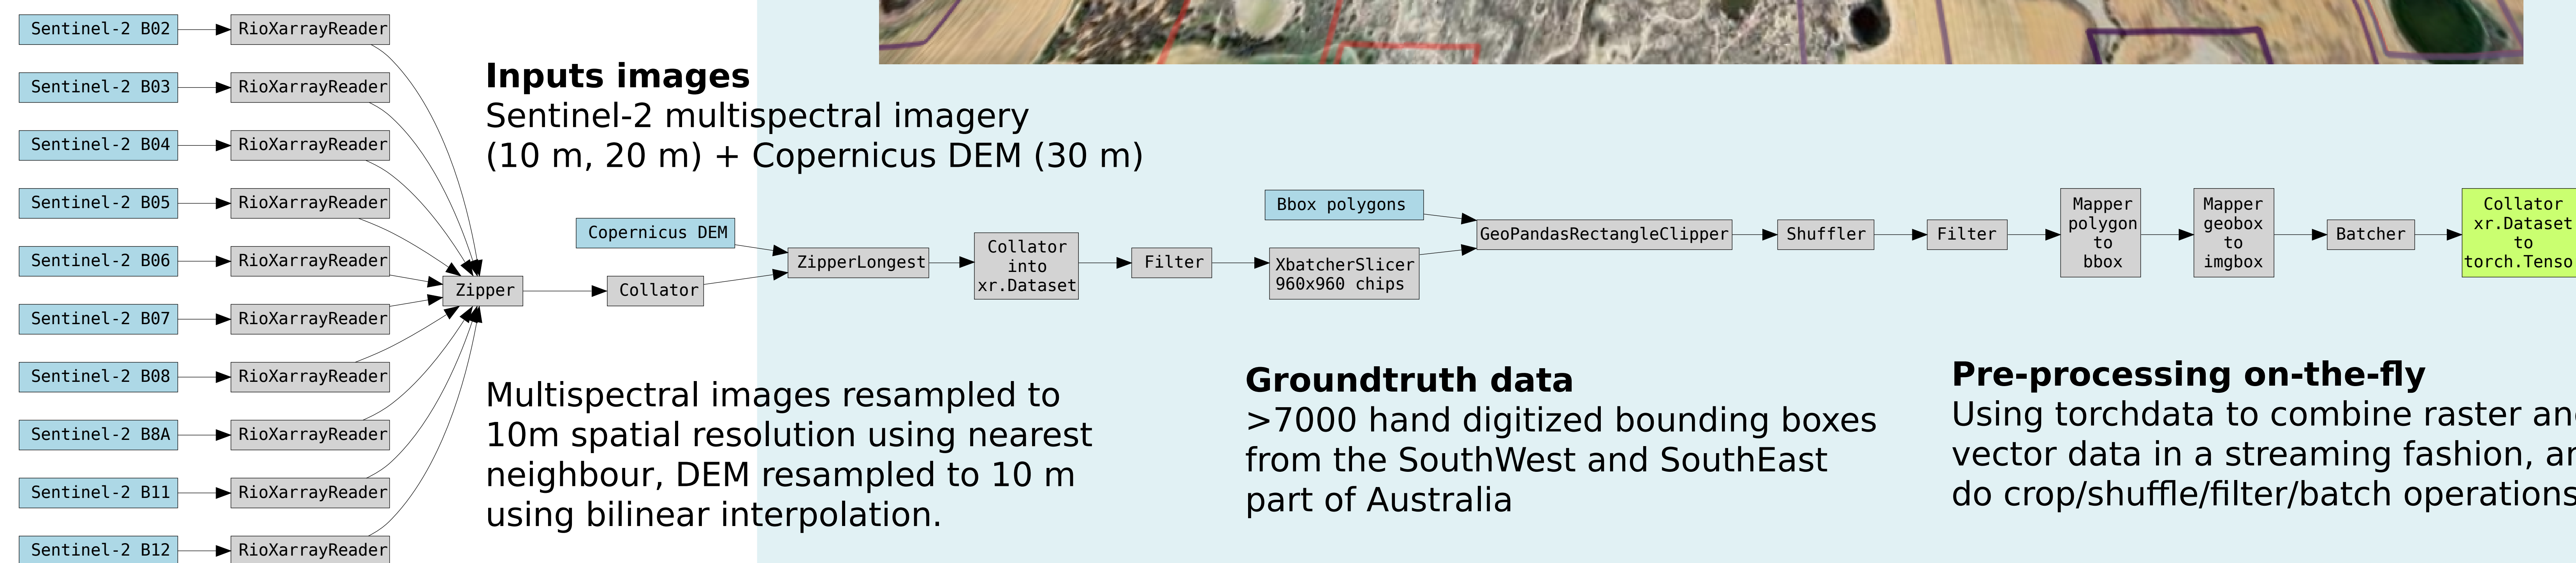 Sentinel-2 B02
RioXarrayReader
Sentinel-2 B03
RioXarrayReader
Sentinel-2 B04
RioXarrayReader
Sentinel-2 B05
RioXarrayReader
Sentinel-2 B06
RioXarrayReader
Sentinel-2 B07
RioXarrayReader
Sentinel-2 B08
RioXarrayReader
Sentinel-2 B8A
RioXarrayReader
Sentinel-2 B11
RioXarrayReader
Sentinel-2 B12
RioXarrayReader
Inputs images
Sentinel-2 multispectral imagery
(10 m, 20 m) + Copernicus DEM (30 m)
Zipper
Copernicus DEM
Collator
ZipperLongest
Collator
into
xr.Dataset
Filter
Bbox polygons
XbatcherSlicer
960x960 chips
GeoPandasRectangleClipper
Shuffler
Filter
Mapper
polygon
to
bbox
Mapper
geobox
to
imgbox
Batcher
Collator
xr.Dataset
to
torch.Tenso
Multispectral images resampled to
10m spatial resolution using nearest
neighbour, DEM resampled to 10 m
using bilinear interpolation.
Groundtruth data
>7000 hand digitized bounding boxes
from the SouthWest and SouthEast
part of Australia
Pre-processing on-the-fly
Using torchdata to combine raster an
vector data in a streaming fashion, a
do crop/shuffle/filter/batch operations